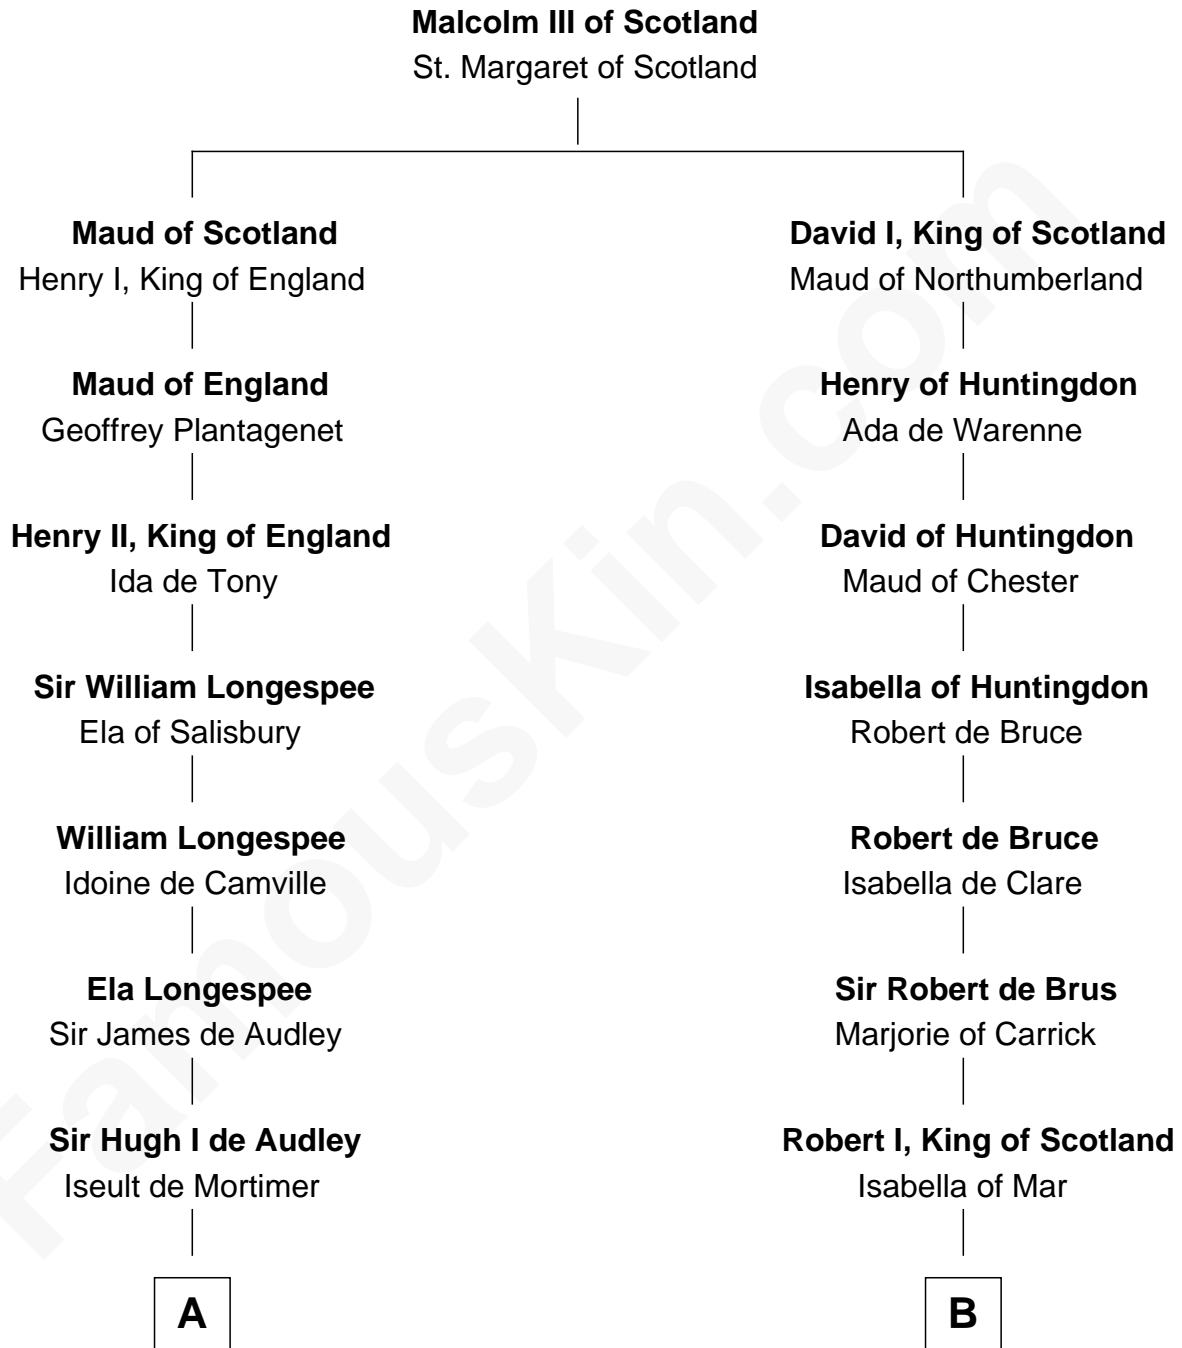 Malcolm III of Scotland
St. Margaret of Scotland
Maud of Scotland
Henry I, King of England
David I, King of Scotland
Maud of Northumberland
Maud of England
Geoffrey Plantagenet
Henry of Huntingdon
Ada de Warenne
Henry II, King of England
Ida de Tony
David of Huntingdon
Maud of Chester
Sir William Longespee
Ela of Salisbury
Isabella of Huntingdon
Robert de Bruce
William Longespee
Idoine de Camville
Robert de Bruce
Isabella de Clare
Ela Longespee
Sir James de Audley
Sir Robert de Brus
Marjorie of Carrick
Sir Hugh I de Audley
Iseult de Mortimer
Robert I, King of Scotland
Isabella of Mar
A
B
FamousKin.com